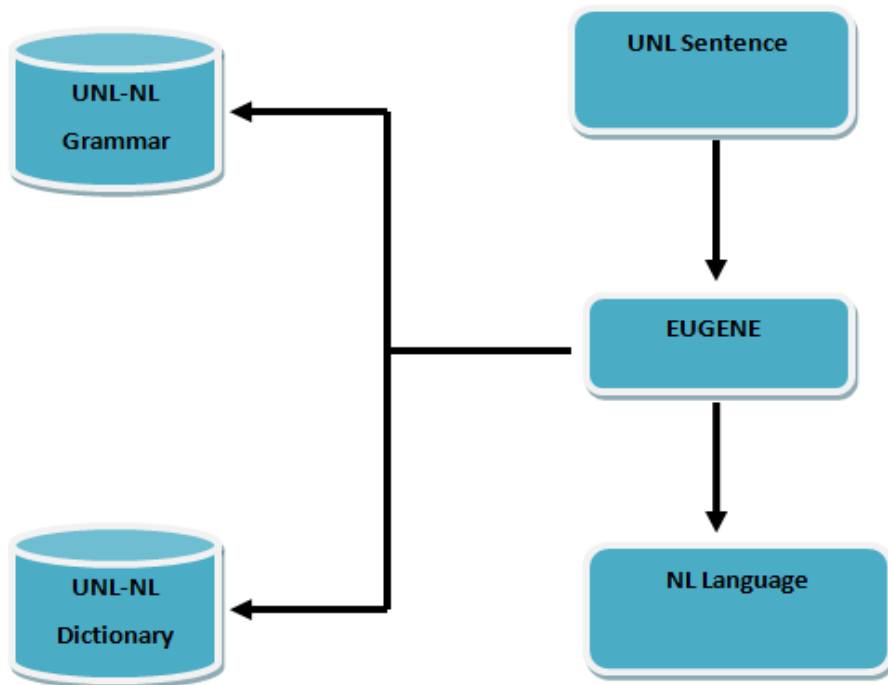 UNL Sentence
UNL-NL
Grammar
EUGENE
UNL-NL
Dictionary
NL Language